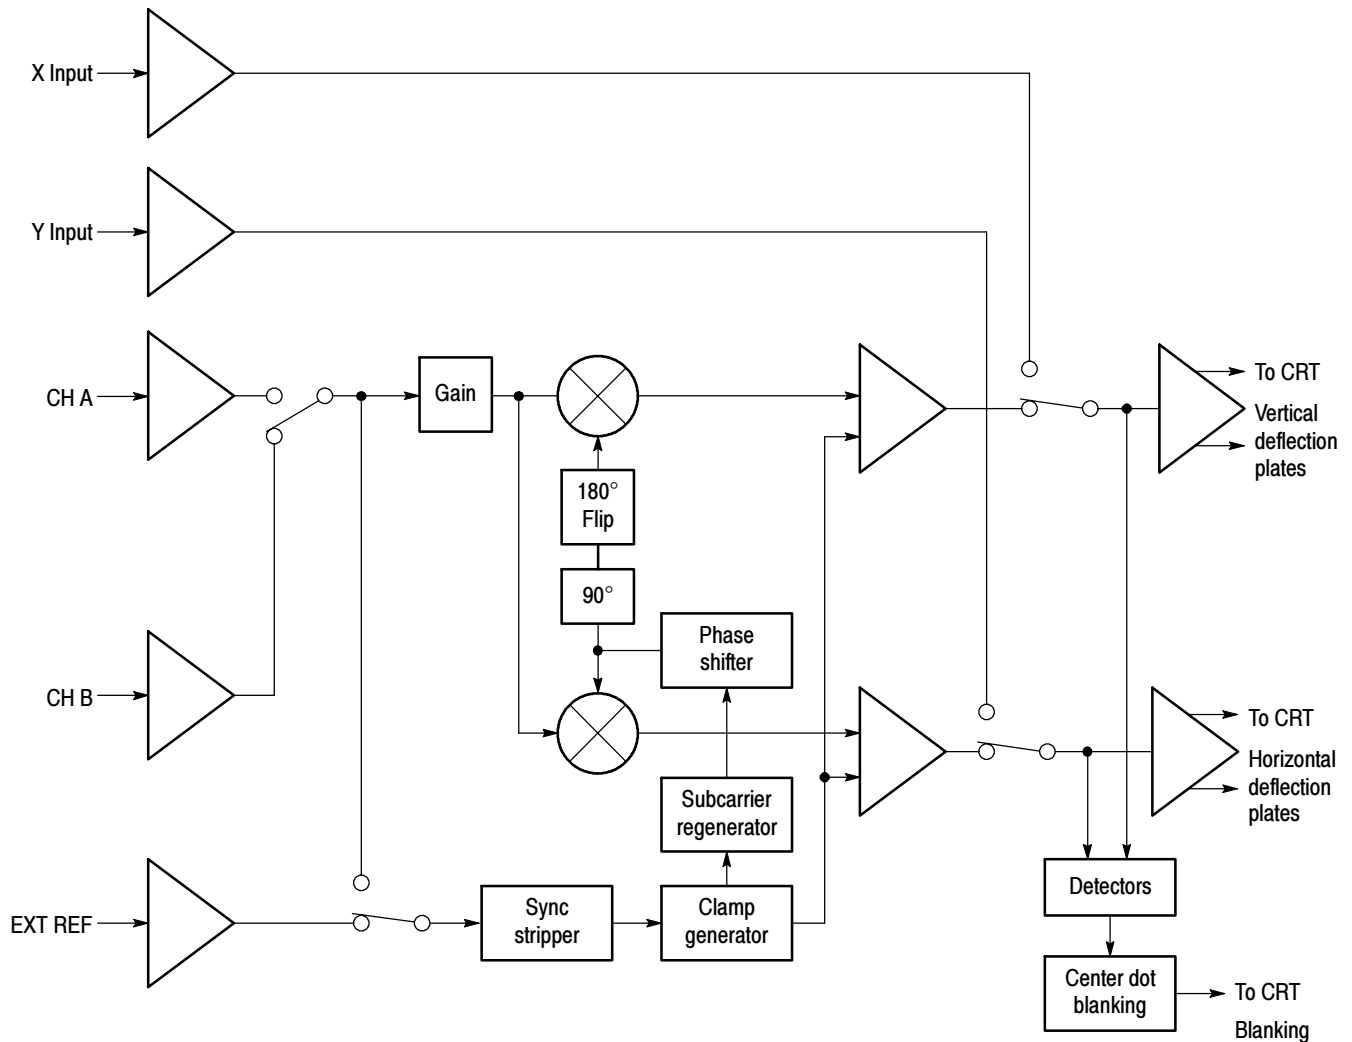 X Input
Y Input
CH A
Gain
To CRT
Vertical
deflection
plates
180°
Flip
90°
Phase
shifter
CH B
To CRT
Horizontal
deflection
plates
Subcarrier
regenerator
EXT REF
Sync
stripper
Clamp
generator
Detectors
Center dot
blanking
To CRT
Blanking